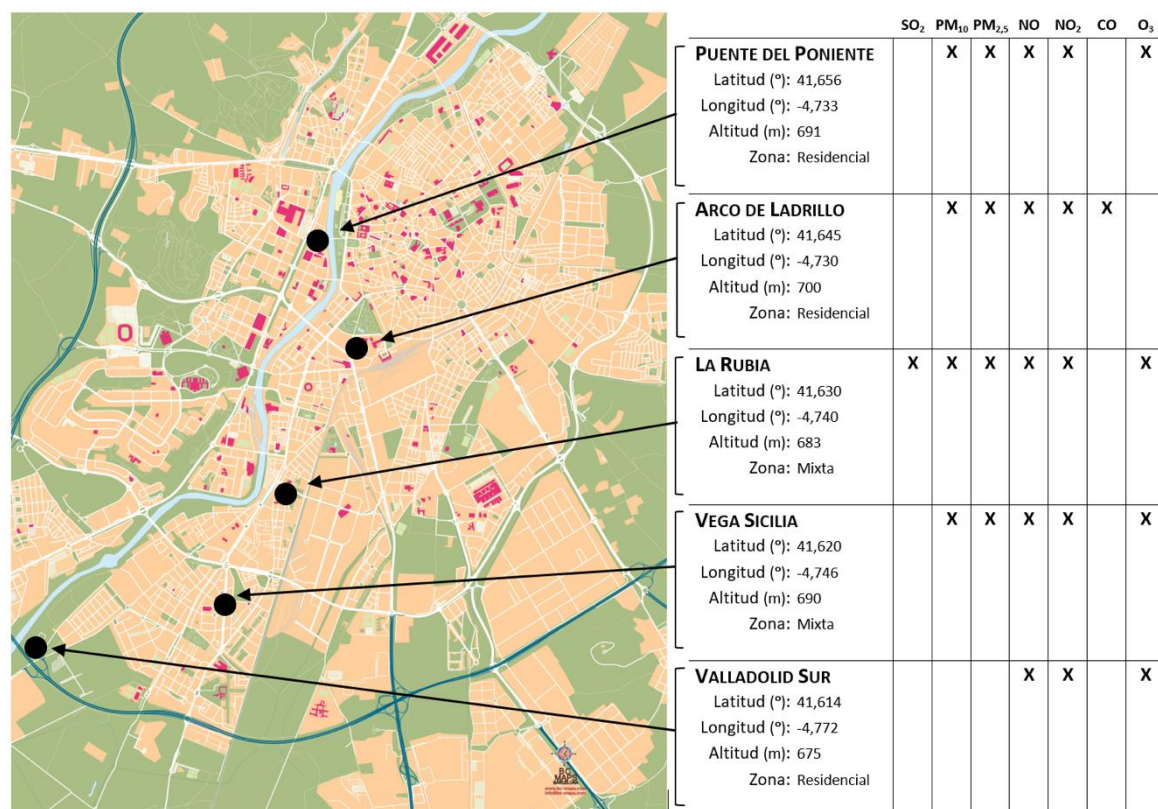 SO₂ PM₁₀ PM₂,₅ NO NO₂ CO O₃
PUENTE DEL PONIENTE X X X X X
Latitud (º): 41,656
Longitud (º): -4,733
Altitud (m): 691
Zona: Residencial
ARCO DE LADRILLO X X X X X
Latitud (º): 41,645
Longitud (º): -4,730
Altitud (m): 700
Zona: Residencial
LA RUBIA X X X X X X
Latitud (º): 41,630
Longitud (º): -4,740
Altitud (m): 683
Zona: Mixta
VEGA SICILIA X X X X X
Latitud (º): 41,620
Longitud (º): -4,746
Altitud (m): 690
Zona: Mixta
VALLADOLID SUR X X X
Latitud (º): 41,614
Longitud (º): -4,772
Altitud (m): 675
Zona: Residencial